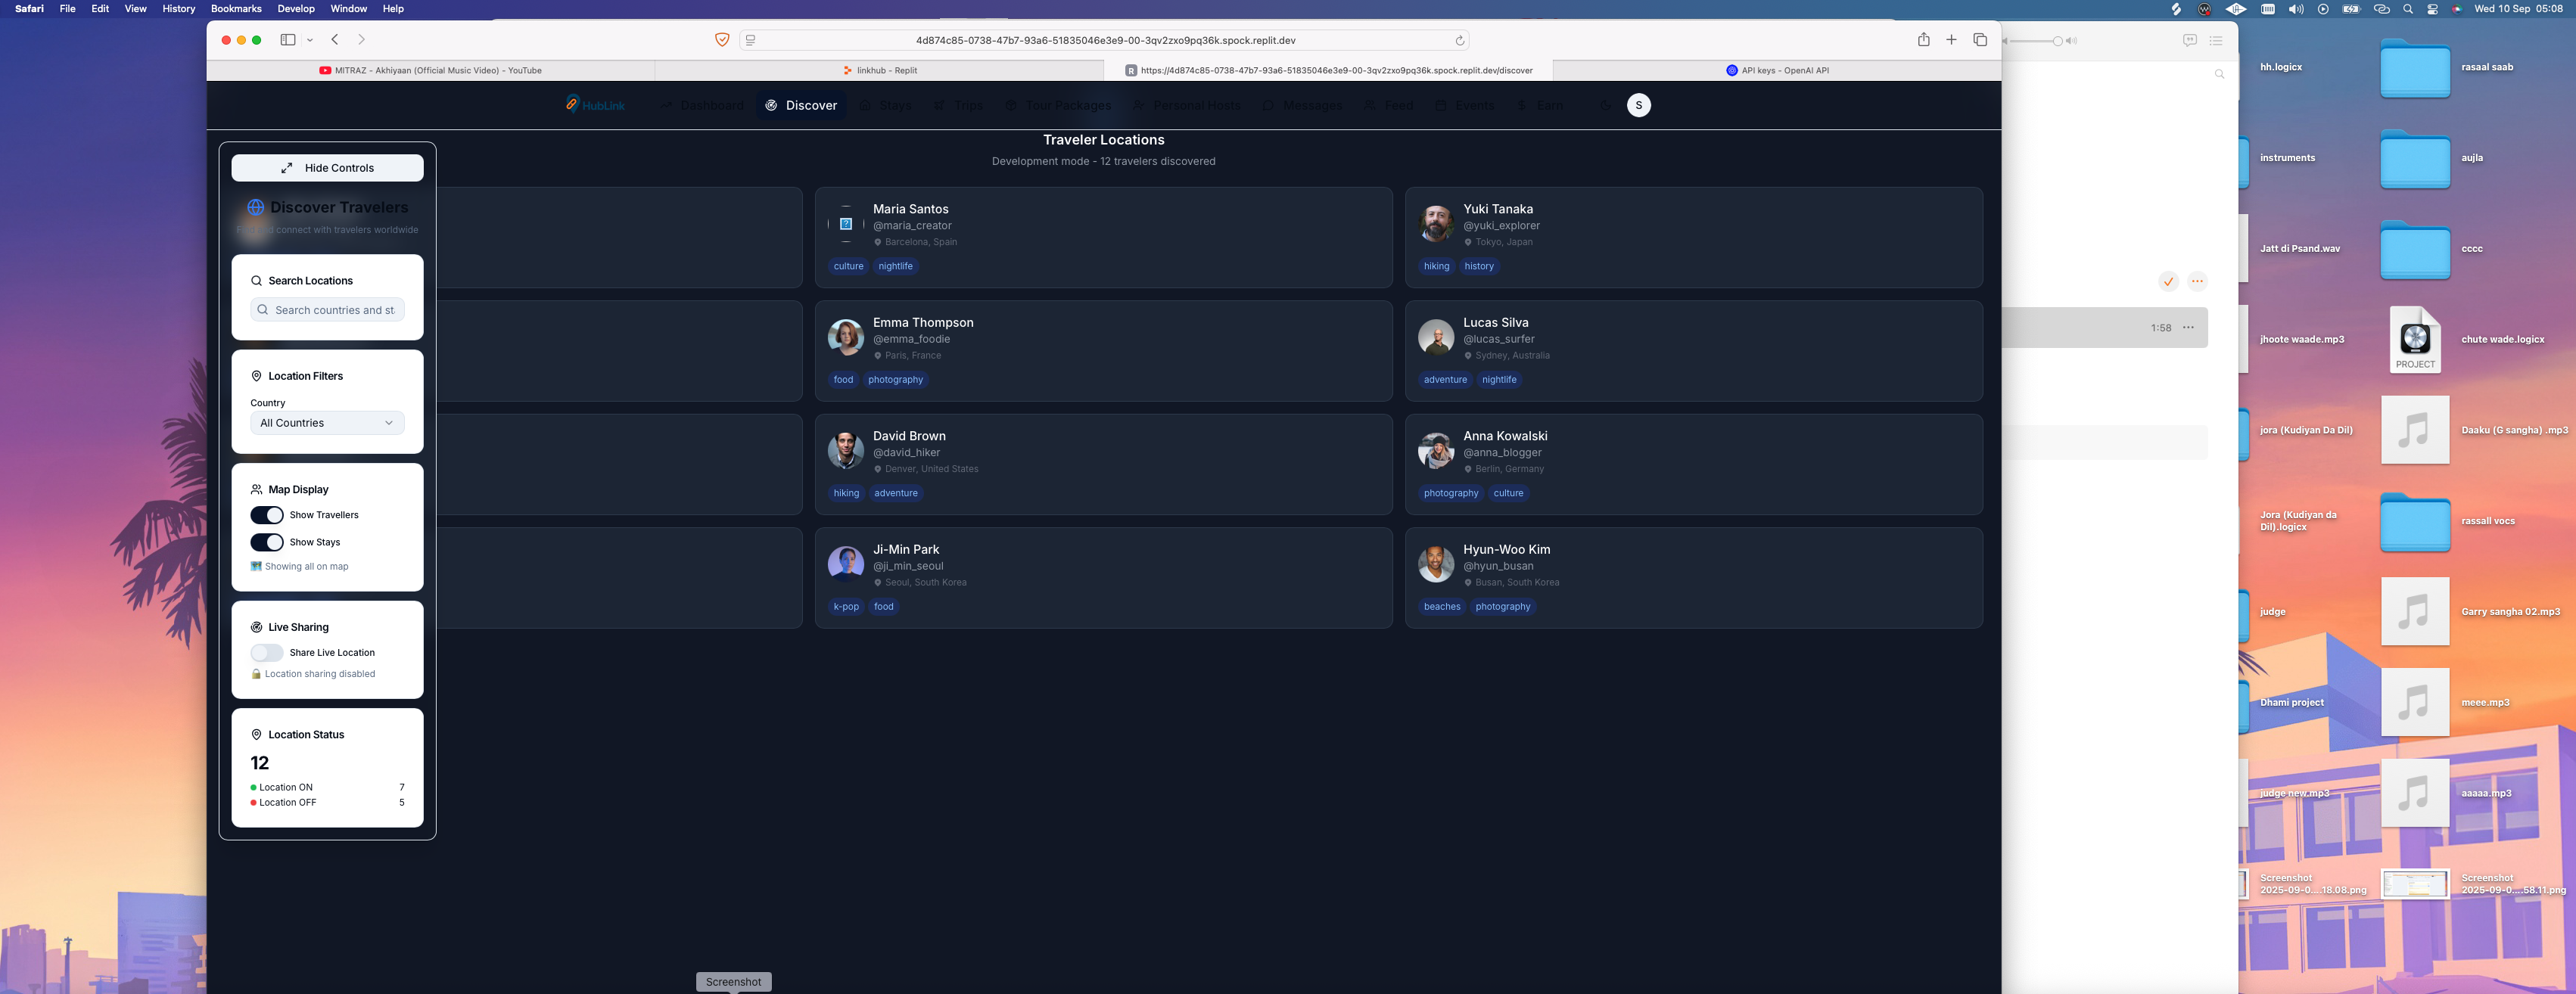 Safari File Edit View History Bookmarks Develop Window Help
Wed 10 Sep 05:08
4d874c85-0738-47b7-93a6-51835046e3e9-00-3qv2zxo9pq36k.spock.replit.dev
MITRAZ - Akhiyaan (Official Music Video) - YouTube
linkhub - Replit
R https://4d874c85-0738-47b7-93a6-51835046e3e9-00-3qv2zxo9pq36k.spock.replit.dev/discover
API keys - OpenAI API
HubLink Dashboard Discover Stays Trips Tour Packages Personal Hosts Messages Feed Events Earn S
Traveler Locations
Development mode - 12 travelers discovered
Hide Controls
Discover Travelers
Find and connect with travelers worldwide
Search Locations
Search countries and st
Location Filters
Country
All Countries
Map Display
Show Travellers
Show Stays
Showing all on map
Live Sharing
Share Live Location
Location sharing disabled
Location Status
12
Location ON 7
Location OFF 5
Maria Santos
@maria_creator
Barcelona, Spain
culture nightlife
Yuki Tanaka
@yuki_explorer
Tokyo, Japan
hiking history
Emma Thompson
@emma_foodie
Paris, France
food photography
Lucas Silva
@lucas_surfer
Sydney, Australia
adventure nightlife
David Brown
@david_hiker
Denver, United States
hiking adventure
Anna Kowalski
@anna_blogger
Berlin, Germany
photography culture
Ji-Min Park
@ji_min_seoul
Seoul, South Korea
k-pop food
Hyun-Woo Kim
@hyun_busan
Busan, South Korea
beaches photography
Screenshot
1:58
hh.logicx
rasaal saab
instruments
aujla
Jatt di Psand.wav
cccc
jhoote waade.mp3
PROJECT
chute wade.logicx
jora (Kudiyan Da Dil)
Daaku (G sangha) .mp3
Jora (Kudiyan da
Dil).logicx
rassall vocs
judge
Garry sangha 02.mp3
Dhami project
meee.mp3
judge new.mp3
aaaaa.mp3
Screenshot
2025-09-0....18.08.png
Screenshot
2025-09-0....58.11.png